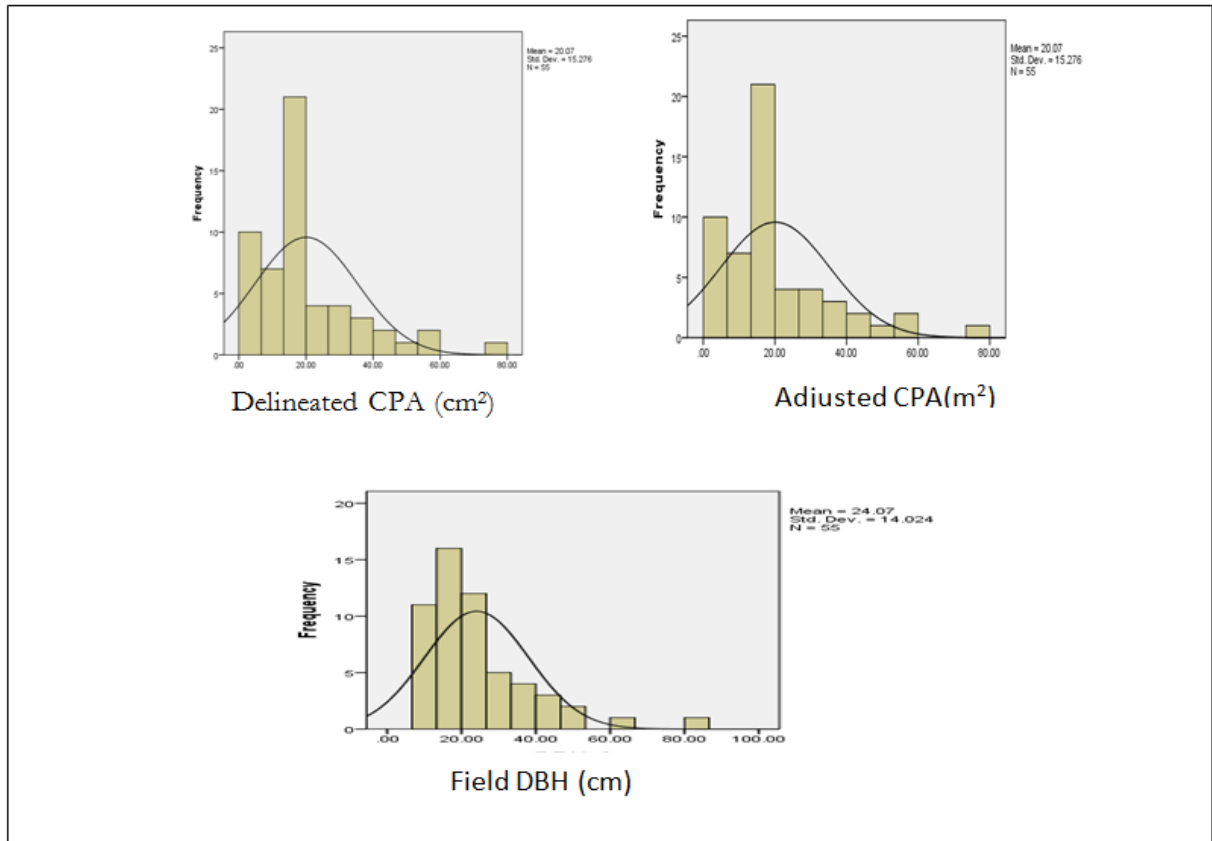 Mean = 20.07
Std. Dev. = 15.276
N = 55
25
20
15
10
5
0
Frequency
.00 20.00 40.00 60.00 80.00
Delineated CPA (cm²)
Mean = 20.07
Std. Dev. = 15.276
N = 55
25
20
15
10
5
0
Frequency
.00 20.00 40.00 60.00 80.00
Adjusted CPA(m²)
Mean = 24.07
Std. Dev. = 14.024
N = 55
20
15
10
5
0
Frequency
.00 20.00 40.00 60.00 80.00 100.00
Field DBH (cm)